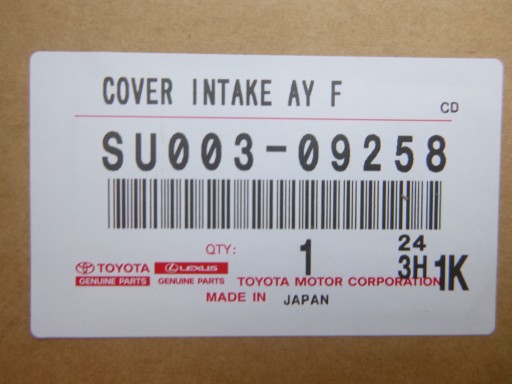 COVER INTAKE AY F
CD
SU003-09258
QTY: 1 24
TOYOTA LEXUS 3H 1K
GENUINE PARTS GENUINE PARTS TOYOTA MOTOR CORPORATION
MADE IN JAPAN